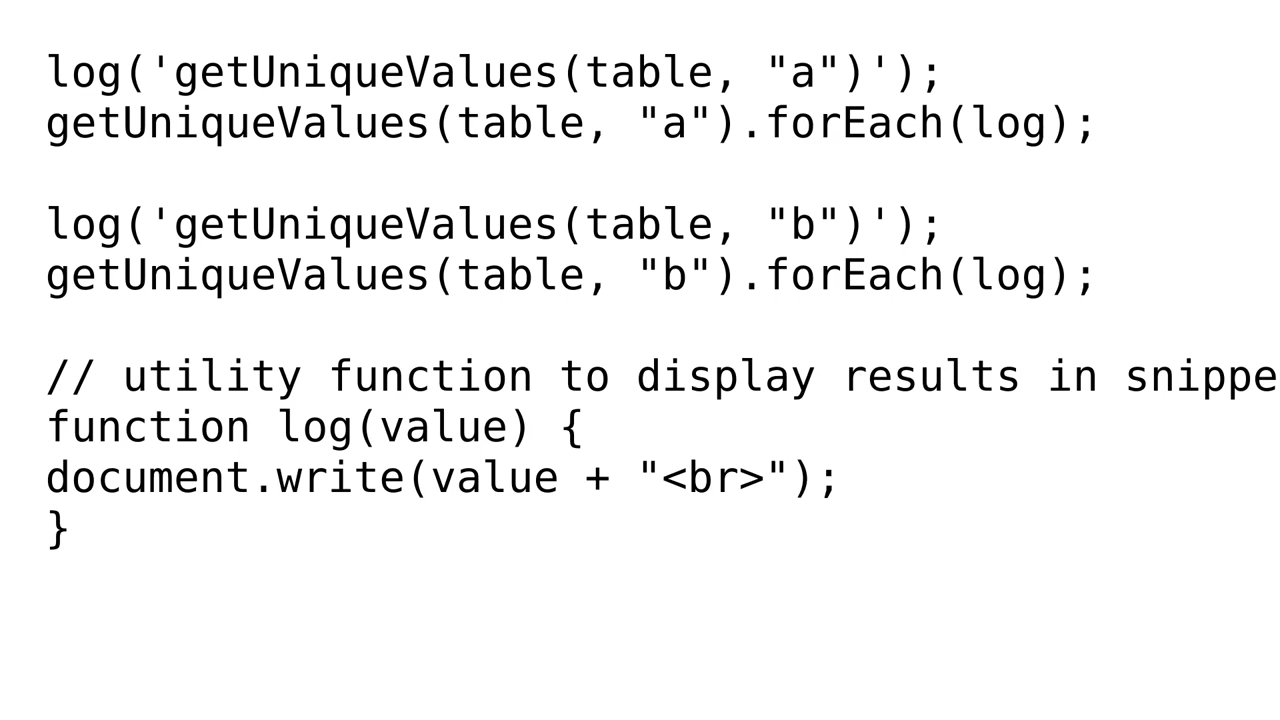 log('getUniqueValues(table, "a")');
getUniqueValues(table, "a").forEach(log);
log('getUniqueValues(table, "b")');
getUniqueValues(table, "b").forEach(log);
// utility function to display results in snippe
function log(value) {
document.write(value + "<br>");
}